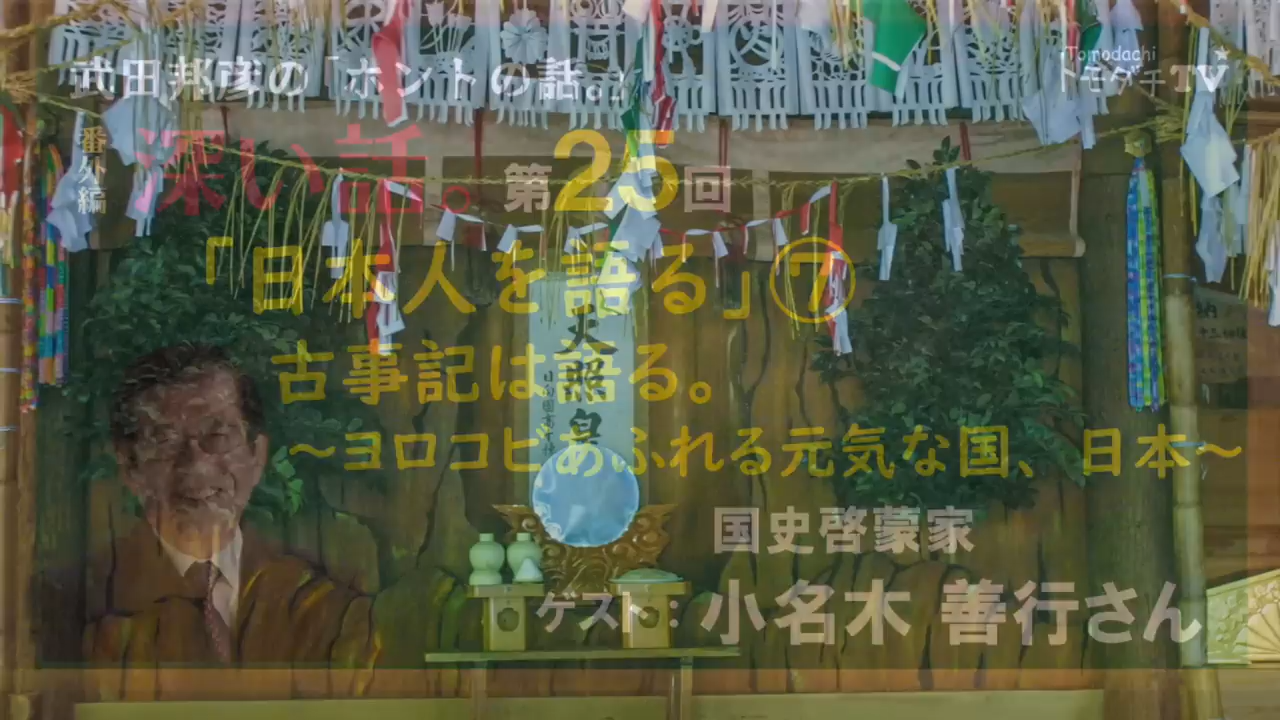 武田邦彦の「ホントの話。」
Tomodachi
トモダチTV
番外編
深い話。第25回
「日本人を語る」⑦
古事記は語る。
～ヨロコビあふれる元気な国、日本～
国史啓蒙家
ゲスト：小名木 善行さん
天照皇